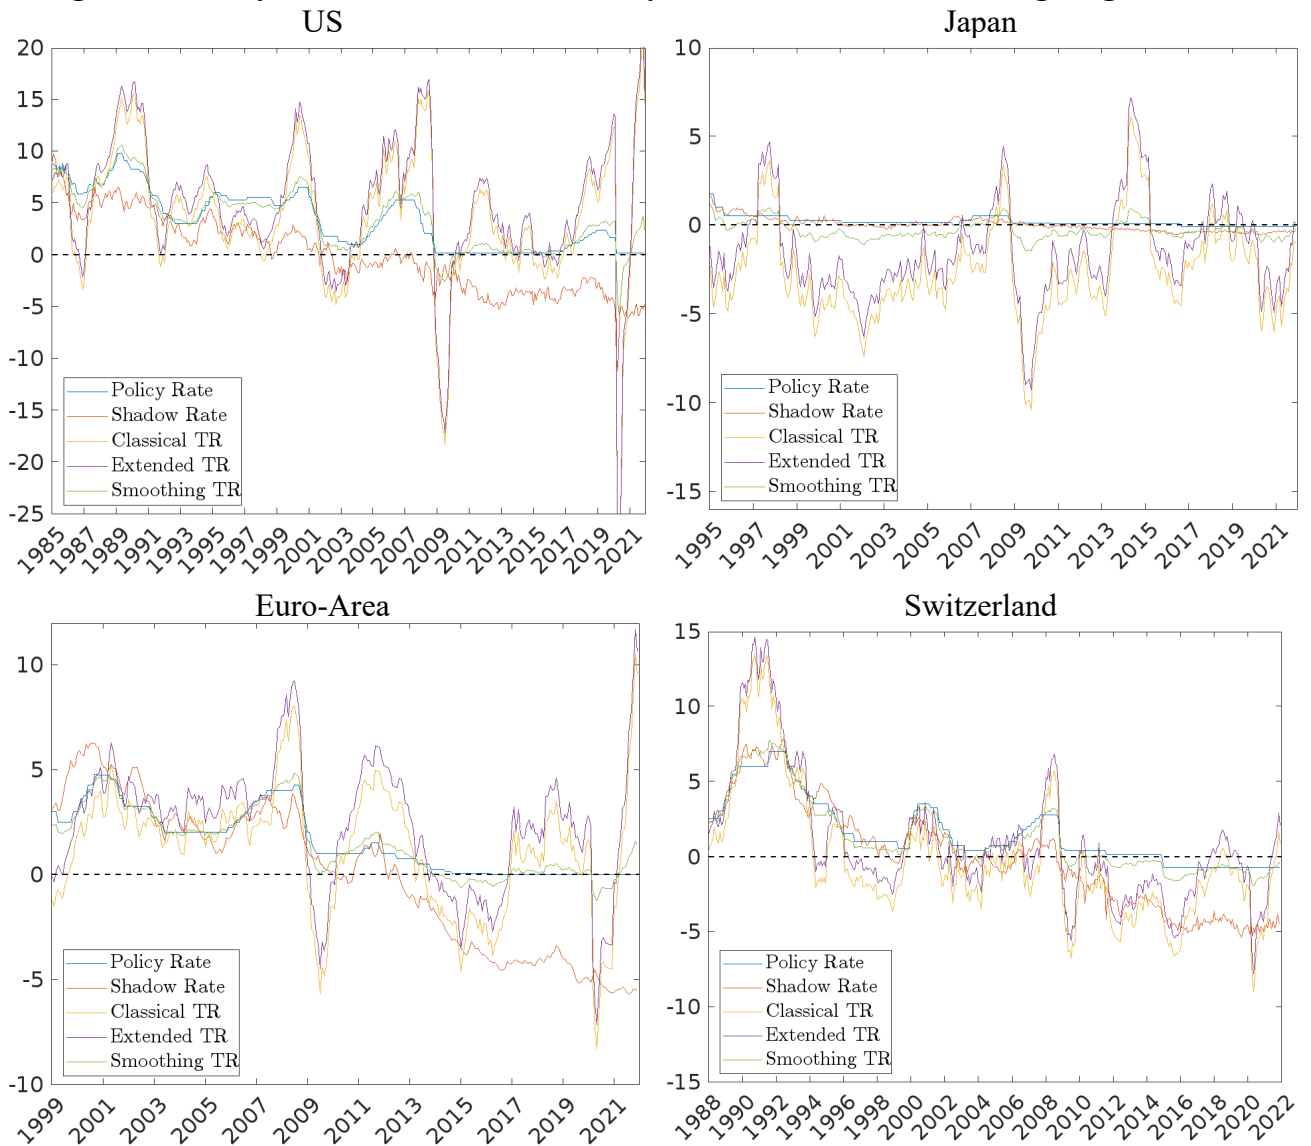 US
20
15
10
5
0
-5
-10
-15
-20
-25
Policy Rate
Shadow Rate
Classical TR
Extended TR
Smoothing TR
1985 1987 1989 1991 1993 1995 1997 1999 2001 2003 2005 2007 2009 2011 2013 2015 2017 2019 2021
Japan
10
5
0
-5
-10
-15
Policy Rate
Shadow Rate
Classical TR
Extended TR
Smoothing TR
1995 1997 1999 2001 2003 2005 2007 2009 2011 2013 2015 2017 2019 2021
Euro-Area
10
5
0
-5
-10
Policy Rate
Shadow Rate
Classical TR
Extended TR
Smoothing TR
1999 2001 2003 2005 2007 2009 2011 2013 2015 2017 2019 2021
Switzerland
15
10
5
0
-5
-10
-15
Policy Rate
Shadow Rate
Classical TR
Extended TR
Smoothing TR
1988 1990 1992 1994 1996 1998 2000 2002 2004 2006 2008 2010 2012 2014 2016 2018 2020 2022